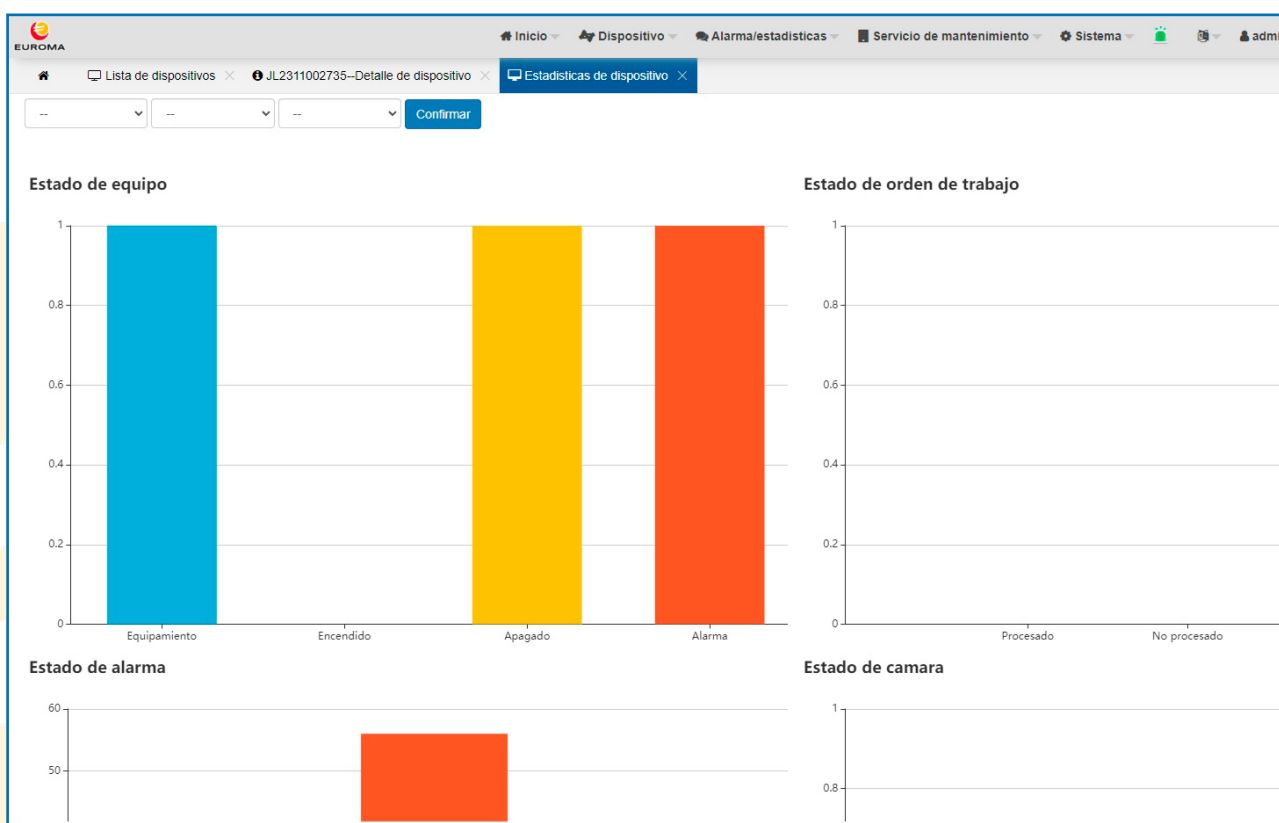 EUROMA
Inicio Dispositivo Alarma/estadisticas Servicio de mantenimiento Sistema admi
Lista de dispositivos JL2311002735--Detalle de dispositivo Estadisticas de dispositivo
-- -- -- Confirmar
Estado de equipo
1
0.8
0.6
0.4
0.2
0
Equipamiento Encendido Apagado Alarma
Estado de orden de trabajo
1
0.8
0.6
0.4
0.2
0
Procesado No procesado
Estado de alarma
60
50
Estado de camara
1
0.8